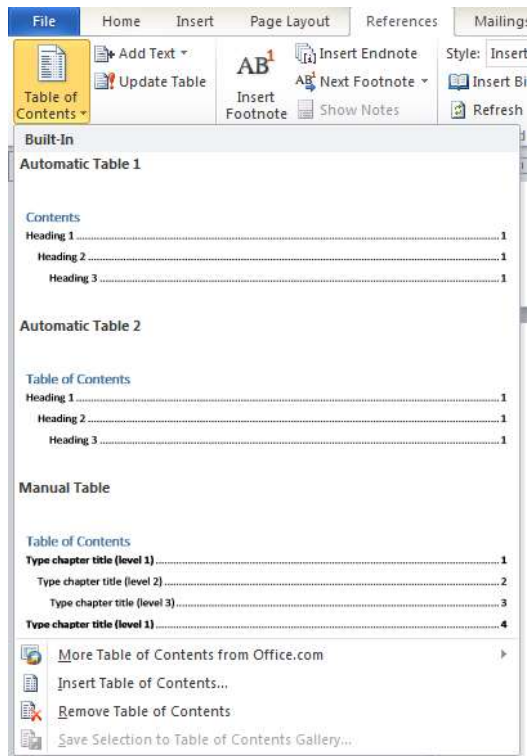 File Home Insert Page Layout References Mailings
Add Text Insert Endnote Style: Insert
Update Table AB1 AB1 Next Footnote Insert Bi
Table of Contents Insert Footnote Show Notes Refresh
Built-In
Automatic Table 1
Contents
Heading 1 1
Heading 2 1
Heading 3 1
Automatic Table 2
Table of Contents
Heading 1 1
Heading 2 1
Heading 3 1
Manual Table
Table of Contents
Type chapter title (level 1) 1
Type chapter title (level 2) 2
Type chapter title (level 3) 3
Type chapter title (level 1) 4
More Table of Contents from Office.com
Insert Table of Contents...
Remove Table of Contents
Save Selection to Table of Contents Gallery...